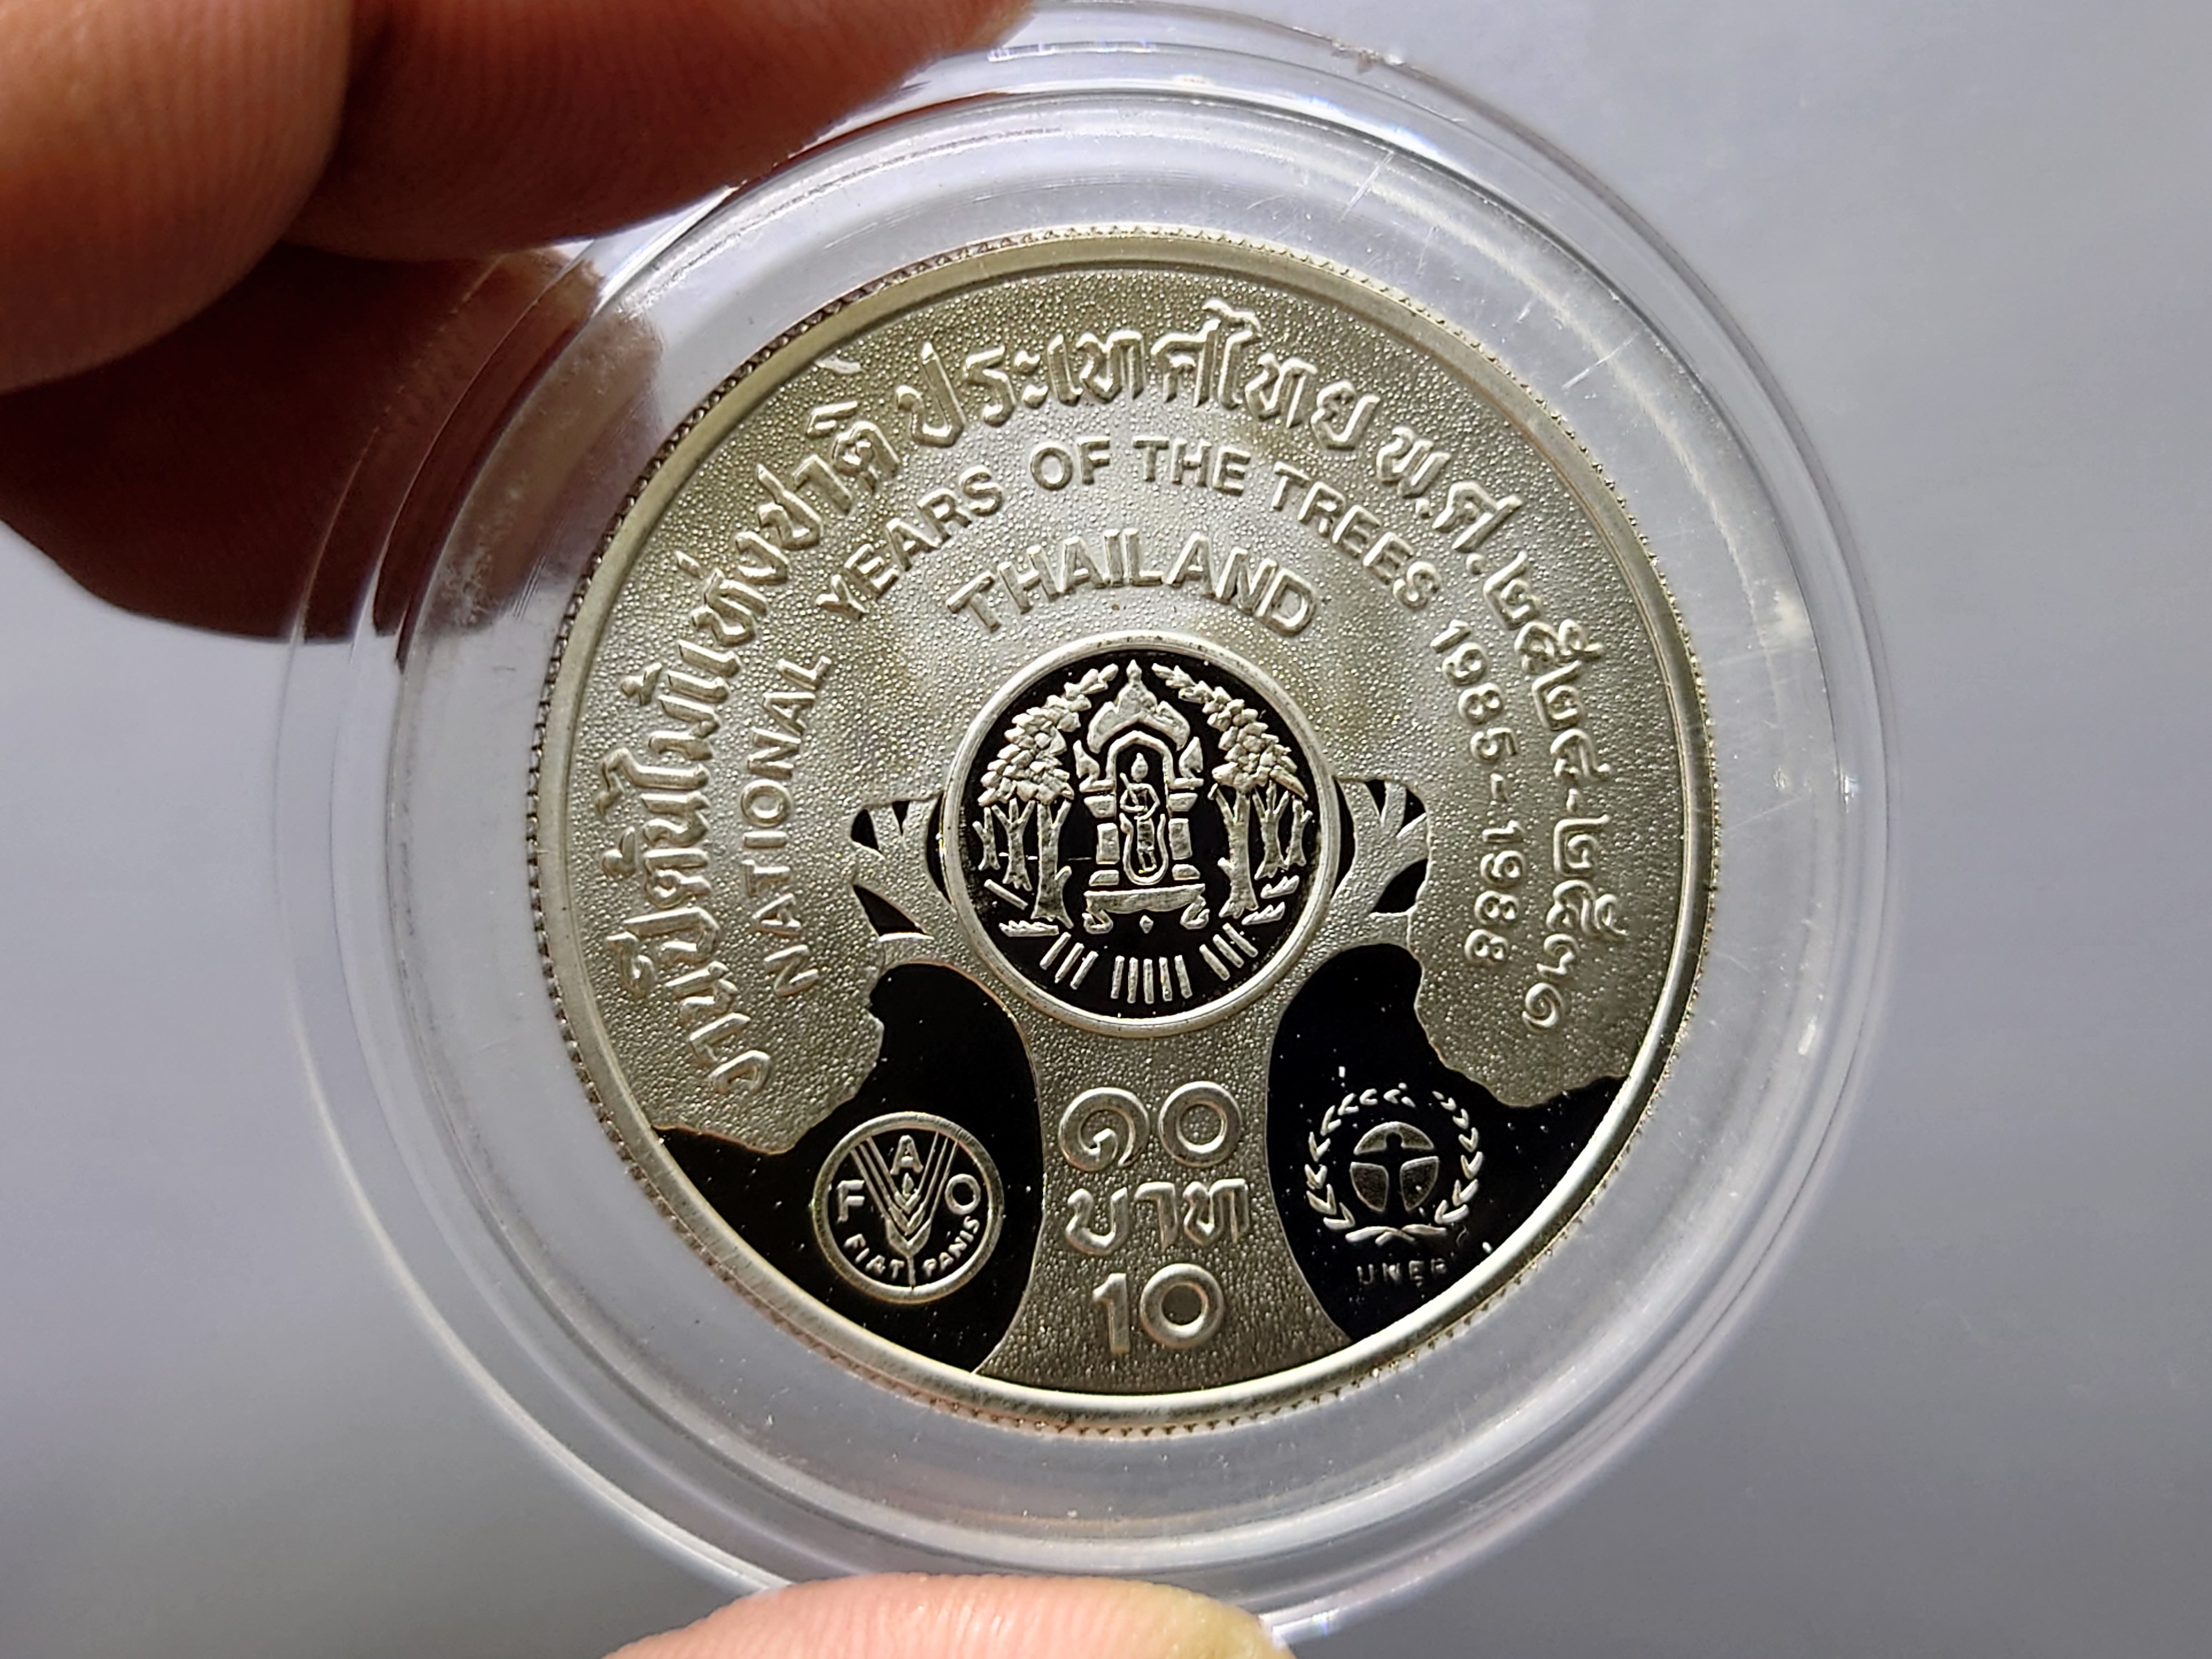 งานปีต้นไม้แห่งชาติ ประเทศไทย พ.ศ. ๒๕๒๘-๒๕๓๑
NATIONAL YEARS OF THE TREES 1985-1988
THAILAND
F A O
FIAT PANIS
๑๐
บาท
10
UNEP